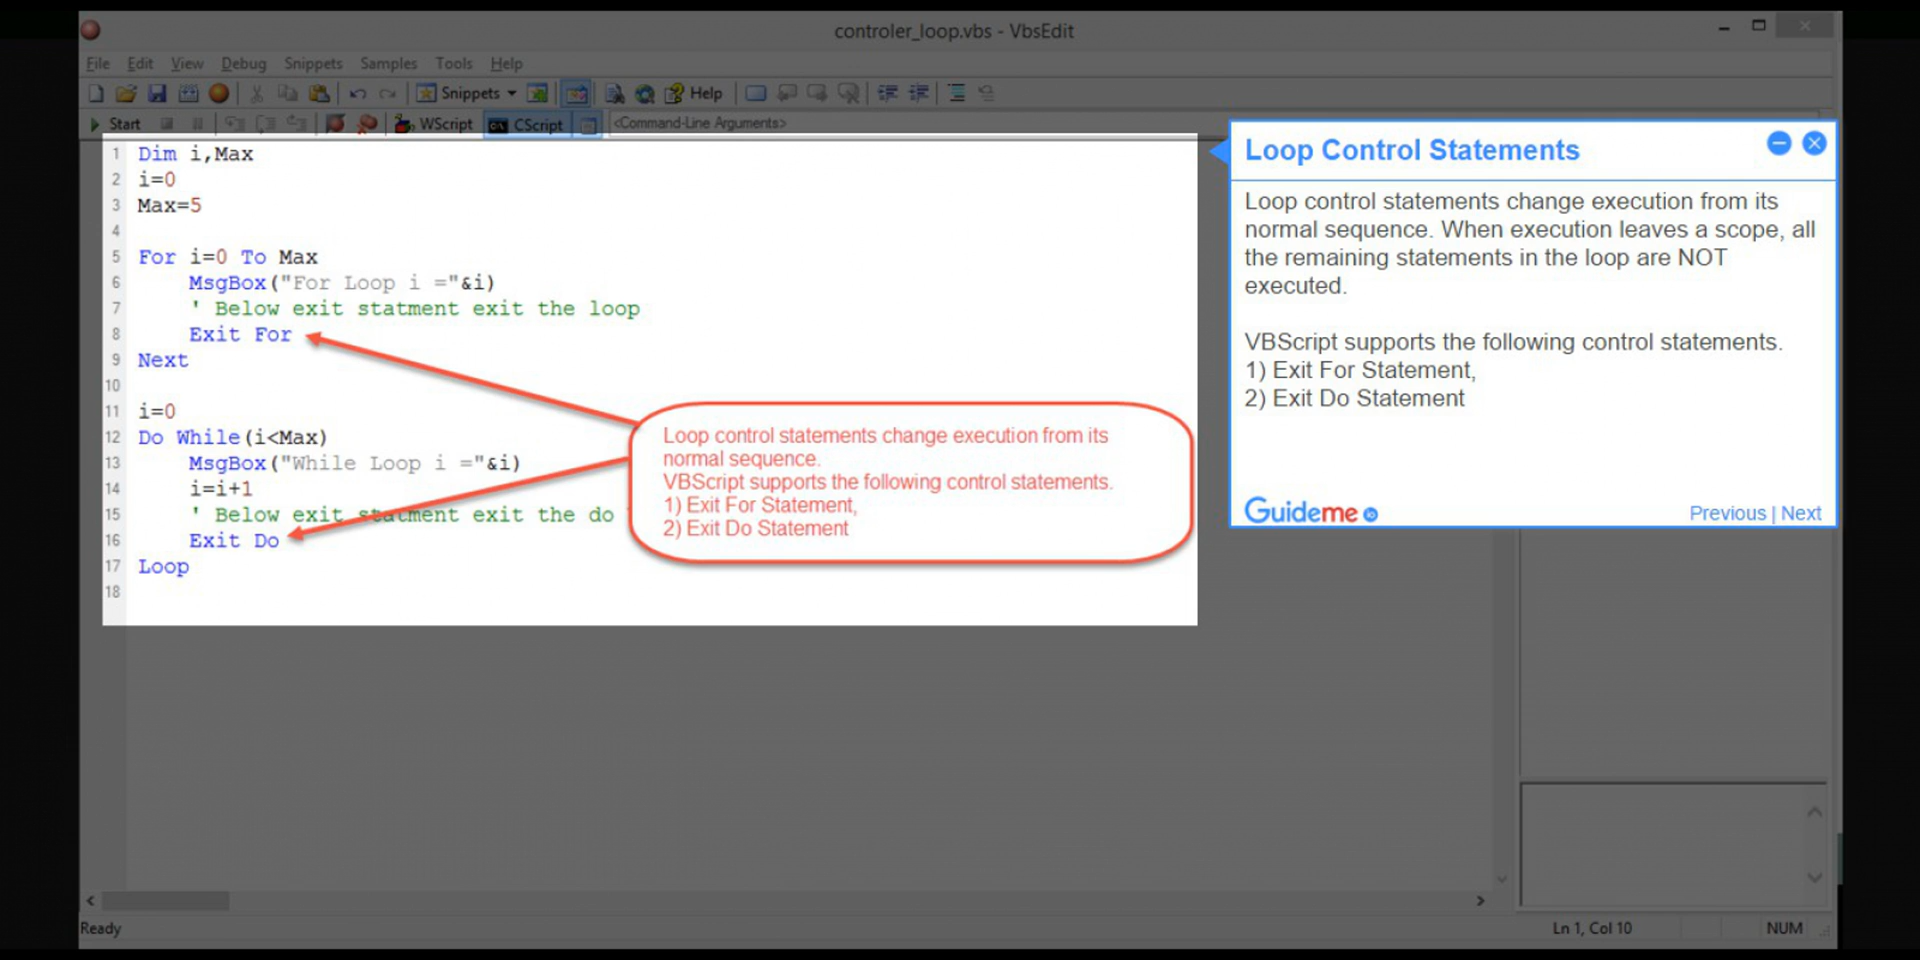 controler_loop.vbs - VbsEdit
File Edit View Debug Snippets Samples Tools Help
Snippets Help
Start WScript CScript <Command-Line Arguments>
1 Dim i,Max
2 i=0
3 Max=5
4
5 For i=0 To Max
6 MsgBox("For Loop i ="&i)
7 ' Below exit statment exit the loop
8 Exit For
9 Next
10
11 i=0
12 Do While(i<Max)
13 MsgBox("While Loop i ="&i)
14 i=i+1
15 ' Below exit statment exit the do
16 Exit Do
17 Loop
18
Loop control statements change execution from its
normal sequence.
VBScript supports the following control statements.
1) Exit For Statement,
2) Exit Do Statement
Loop Control Statements
Loop control statements change execution from its
normal sequence. When execution leaves a scope, all
the remaining statements in the loop are NOT
executed.
VBScript supports the following control statements.
1) Exit For Statement,
2) Exit Do Statement
Guideme io
Previous | Next
Ready
Ln 1, Col 10 NUM